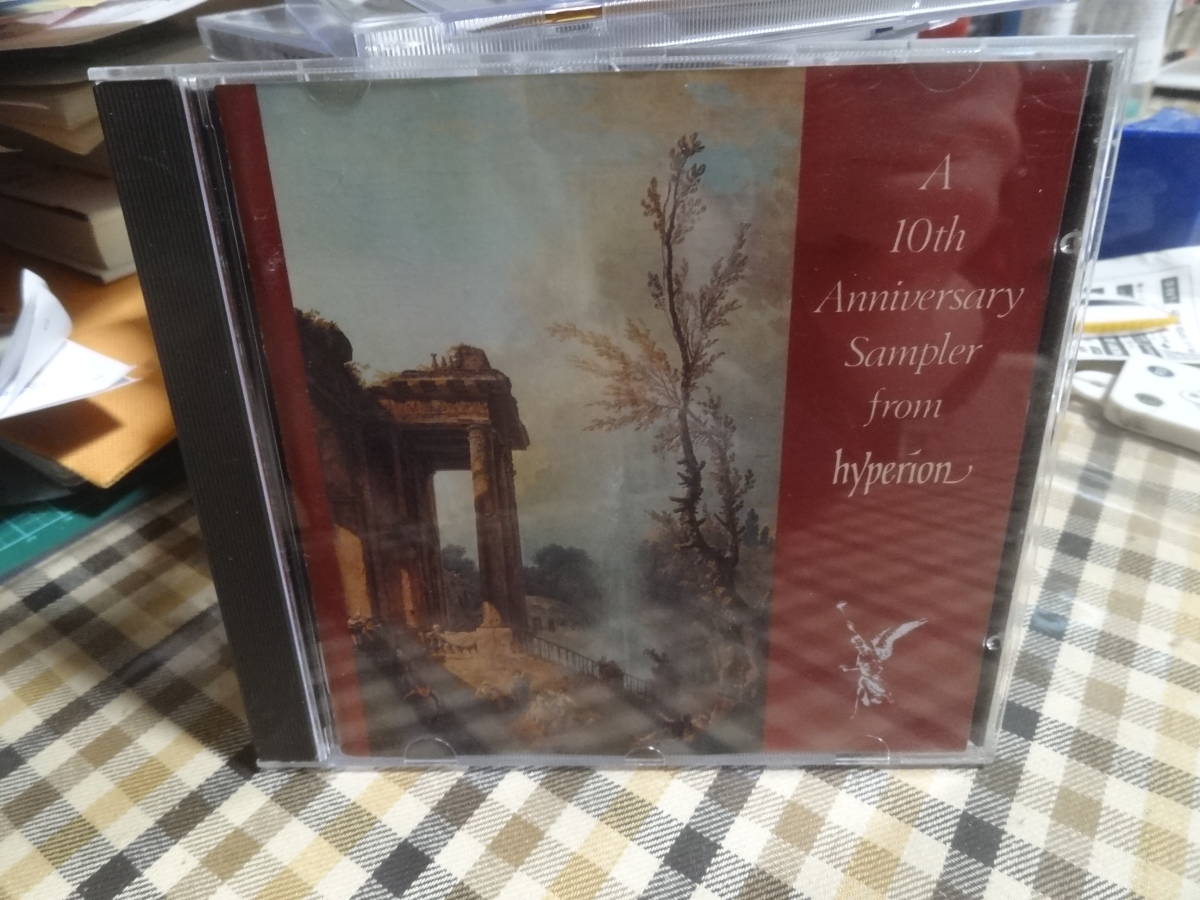 A
10th
Anniversary
Sampler
from
hyperion